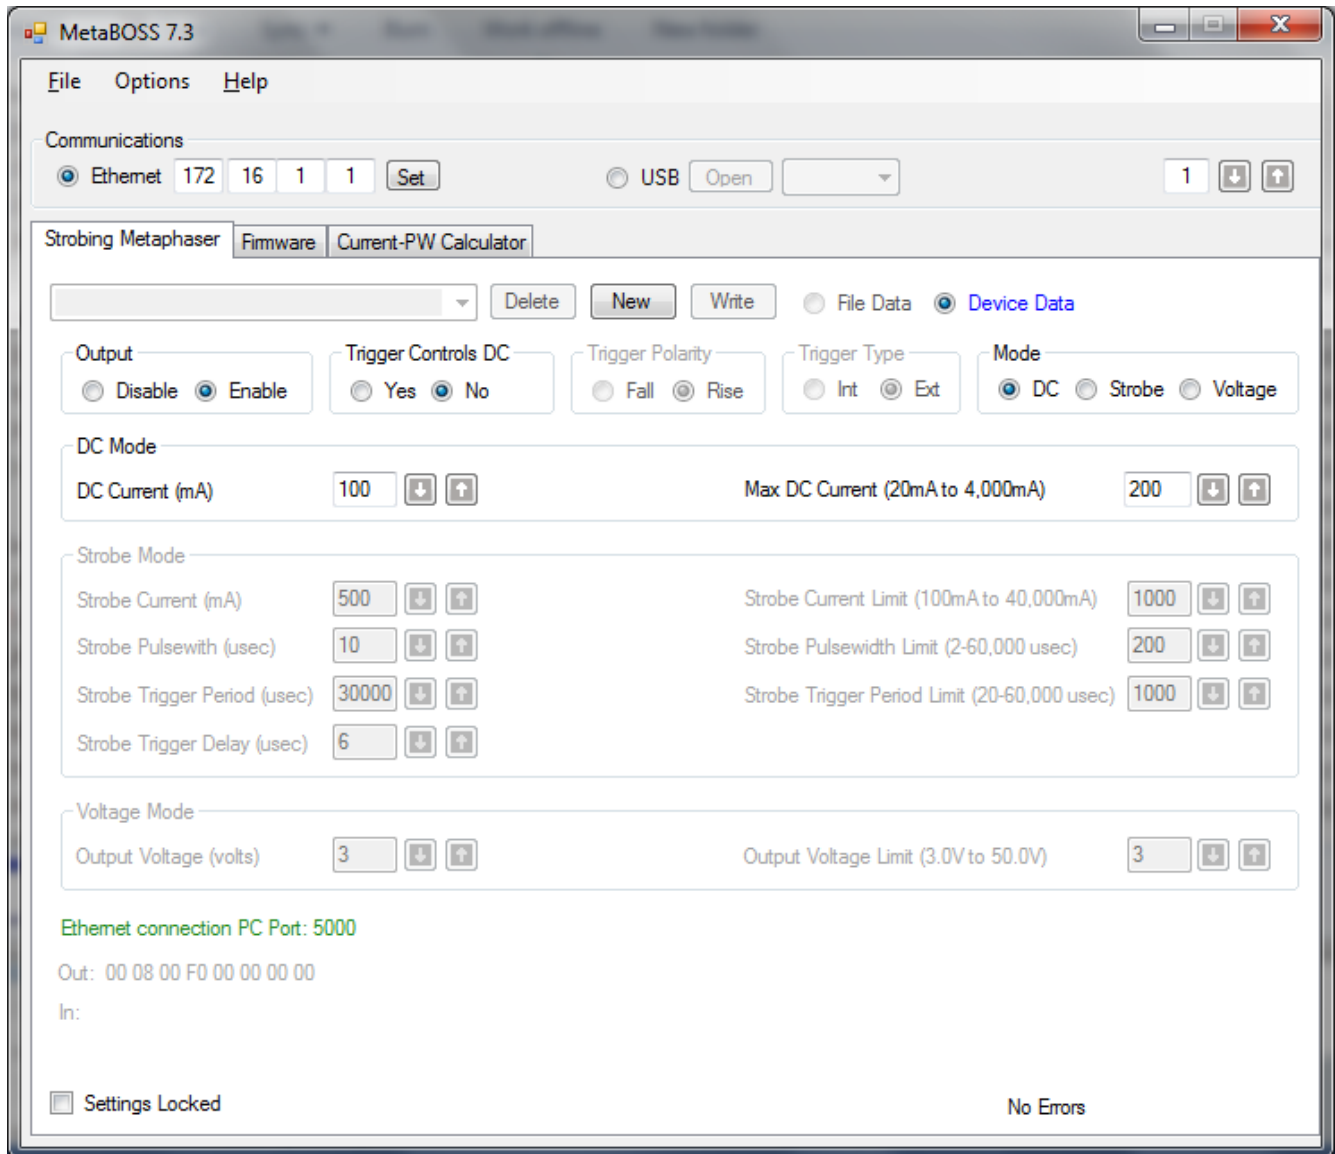 MetaBOSS 7.3
File Options Help
Communications
Ethernet 172 16 1 1 Set USB Open 1
Strobing Metaphaser Firmware Current-PW Calculator
Delete New Write File Data Device Data
Output Trigger Controls DC Trigger Polarity Trigger Type Mode
Disable Enable Yes No Fall Rise Int Ext DC Strobe Voltage
DC Mode
DC Current (mA) 100 Max DC Current (20mA to 4,000mA) 200
Strobe Mode
Strobe Current (mA) 500 Strobe Current Limit (100mA to 40,000mA) 1000
Strobe Pulsewith (usec) 10 Strobe Pulsewidth Limit (2-60,000 usec) 200
Strobe Trigger Period (usec) 30000 Strobe Trigger Period Limit (20-60,000 usec) 1000
Strobe Trigger Delay (usec) 6
Voltage Mode
Output Voltage (volts) 3 Output Voltage Limit (3.0V to 50.0V) 3
Ethernet connection PC Port: 5000
Out: 00 08 00 F0 00 00 00 00
In:
Settings Locked No Errors